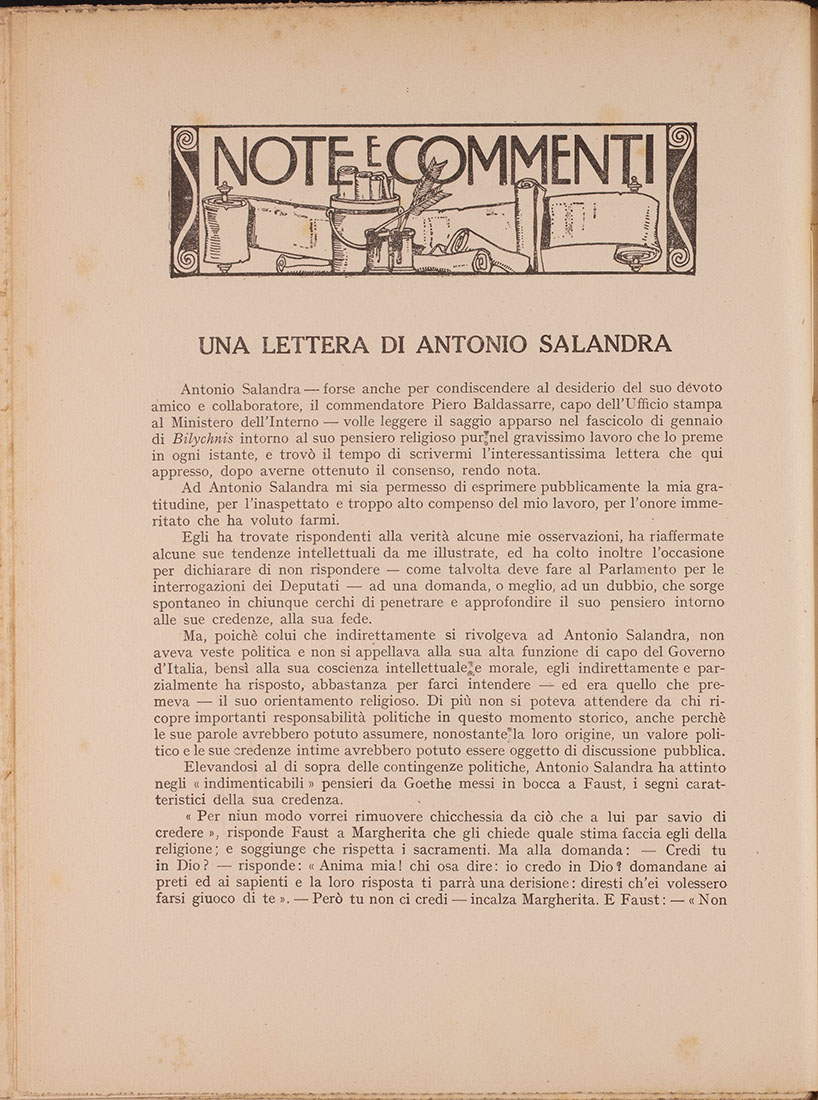 NOTE E COMMENTI
UNA LETTERA DI ANTONIO SALANDRA
Antonio Salandra — forse anche per condiscendere al desiderio del suo devoto
amico e collaboratore, il commendatore Piero Baldassarre, capo dell'Ufficio stampa
al Ministero dell'Interno — volle leggere il saggio apparso nel fascicolo di gennaio
di Bilychnis intorno al suo pensiero religioso pur nel gravissimo lavoro che lo preme
in ogni istante, e trovò il tempo di scrivermi l'interessantissima lettera che qui
appresso, dopo averne ottenuto il consenso, rendo nota.
Ad Antonio Salandra mi sia permesso di esprimere pubblicamente la mia gra-
titudine, per l'inaspettato e troppo alto compenso del mio lavoro, per l'onore imme-
ritato che ha voluto farmi.
Egli ha trovate rispondenti alla verità alcune mie osservazioni, ha riaffermate
alcune sue tendenze intellettuali da me illustrate, ed ha colto inoltre l'occasione
per dichiarare di non rispondere — come talvolta deve fare al Parlamento per le
interrogazioni dei Deputati — ad una domanda, o meglio, ad un dubbio, che sorge
spontaneo in chiunque cerchi di penetrare e approfondire il suo pensiero intorno
alle sue credenze, alla sua fede.
Ma, poichè colui che indirettamente si rivolgeva ad Antonio Salandra, non
aveva veste politica e non si appellava alla sua alta funzione di capo del Governo
d'Italia, bensì alla sua coscienza intellettuale e morale, egli indirettamente e par-
zialmente ha risposto, abbastanza per farci intendere — ed era quello che pre-
meva — il suo orientamento religioso. Di più non si poteva attendere da chi ri-
copre importanti responsabilità politiche in questo momento storico, anche perchè
le sue parole avrebbero potuto assumere, nonostante la loro origine, un valore poli-
tico e le sue credenze intime avrebbero potuto essere oggetto di discussione pubblica.
Elevandosi al di sopra delle contingenze politiche, Antonio Salandra ha attinto
negli « indimenticabili » pensieri da Goethe messi in bocca a Faust, i segni carat-
teristici della sua credenza.
« Per niun modo vorrei rimuovere chicchessia da ciò che a lui par savio di
credere », risponde Faust a Margherita che gli chiede quale stima faccia egli della
religione; e soggiunge che rispetta i sacramenti. Ma alla domanda: — Credi tu
in Dio? — risponde: « Anima mia! chi osa dire: io credo in Dio? domandane ai
preti ed ai sapienti e la loro risposta ti parrà una derisione: diresti ch'ei volessero
farsi giuoco di te ». — Però tu non ci credi — incalza Margherita. E Faust: — « Non